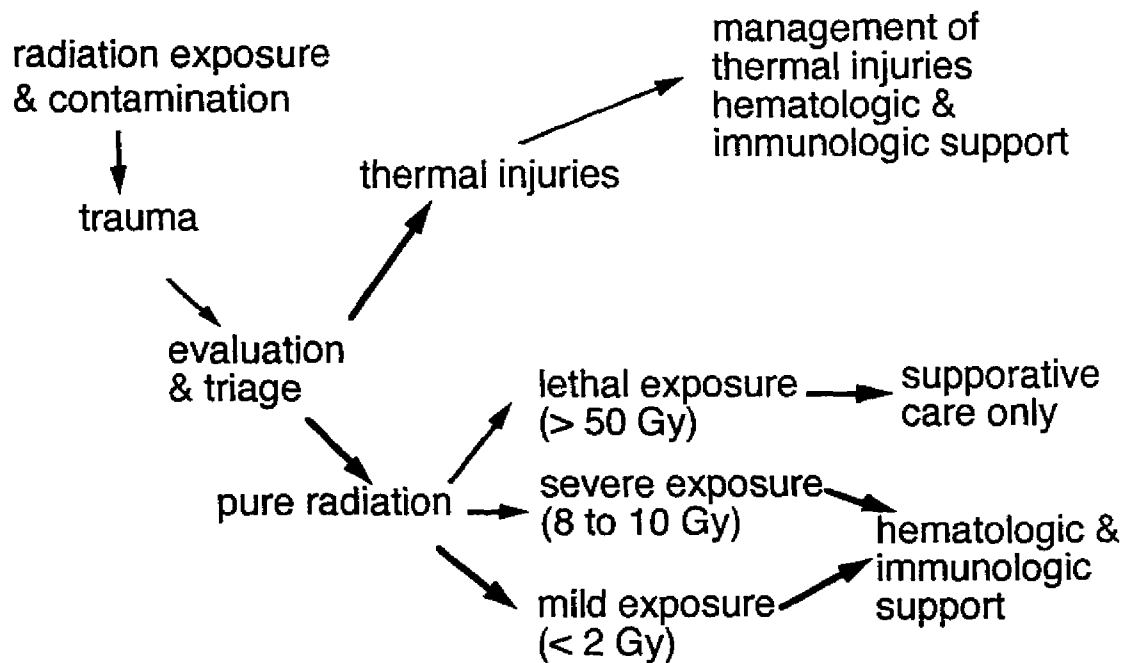 radiation exposure
& contamination
trauma
evaluation
& triage
thermal injuries
management of
thermal injuries
hematologic &
immunologic support
pure radiation
lethal exposure
(> 50 Gy)
supporative
care only
severe exposure
(8 to 10 Gy)
mild exposure
(< 2 Gy)
hematologic &
immunologic
support